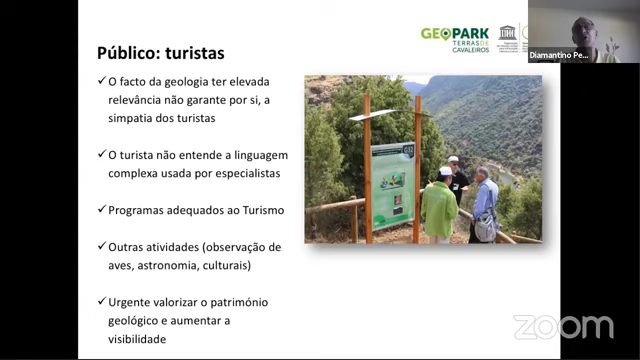 Público: turistas
GEOPARK
TERRAS DE
CAVALEIROS
Diamantino Pe...
✓O facto da geologia ter elevada
relevância não garante por si, a
simpatia dos turistas
✓O turista não entende a linguagem
complexa usada por especialistas
✓Programas adequados ao Turismo
✓Outras atividades (observação de
aves, astronomia, culturais)
✓Urgente valorizar o património
geológico e aumentar a
visibilidade
zoom